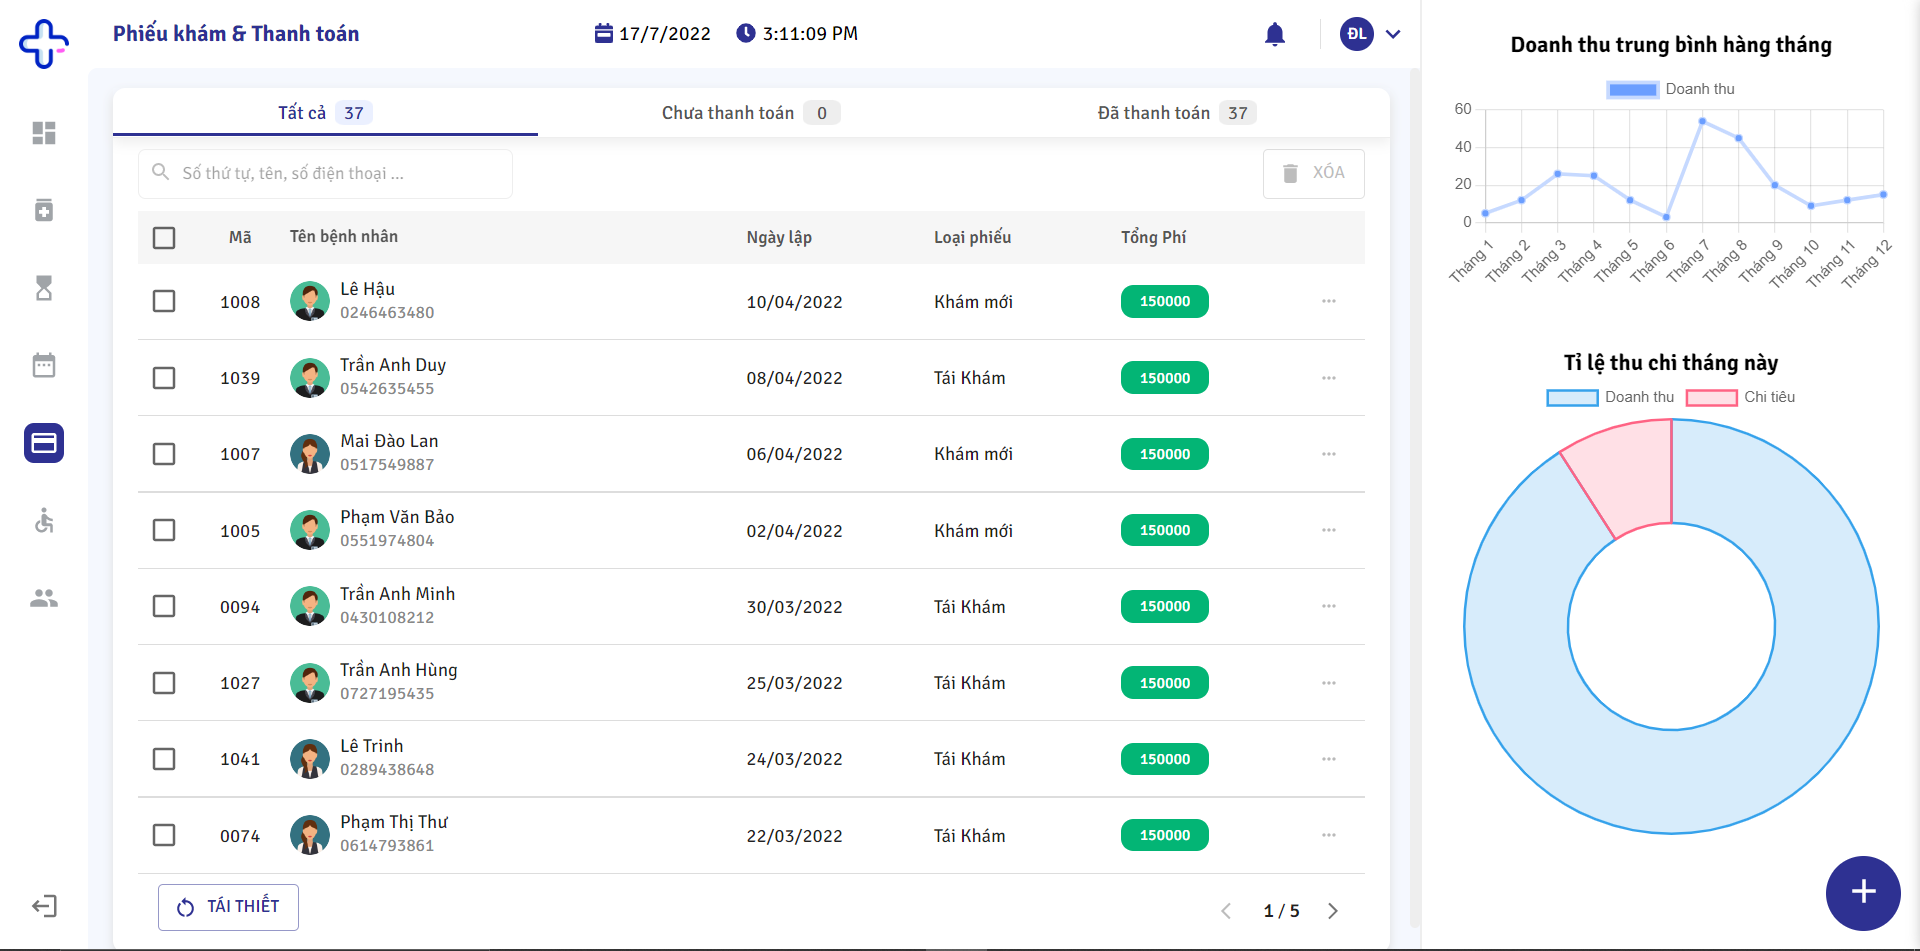 Phiếu khám & Thanh toán
17/7/2022
3:11:09 PM
ĐL
Tất cả 37
Chưa thanh toán 0
Đã thanh toán 37
Số thứ tự, tên, số điện thoại ...
XÓA
Mã Tên bệnh nhân Ngày lập Loại phiếu Tổng Phí
1008 Lê Hậu 10/04/2022 Khám mới 150000
0246463480
1039 Trần Anh Duy 08/04/2022 Tái Khám 150000
0542635455
1007 Mai Đào Lan 06/04/2022 Khám mới 150000
0517549887
1005 Phạm Văn Bảo 02/04/2022 Khám mới 150000
0551974804
0094 Trần Anh Minh 30/03/2022 Tái Khám 150000
0430108212
1027 Trần Anh Hùng 25/03/2022 Tái Khám 150000
0727195435
1041 Lê Trinh 24/03/2022 Tái Khám 150000
0289438648
0074 Phạm Thị Thư 22/03/2022 Tái Khám 150000
0614793861
TÁI THIẾT
1 / 5
Doanh thu trung bình hàng tháng
Doanh thu
60
40
20
0
Tháng 1
Tháng 2
Tháng 3
Tháng 4
Tháng 5
Tháng 6
Tháng 7
Tháng 8
Tháng 9
Tháng 10
Tháng 11
Tháng 12
Tỉ lệ thu chi tháng này
Doanh thu
Chi tiêu